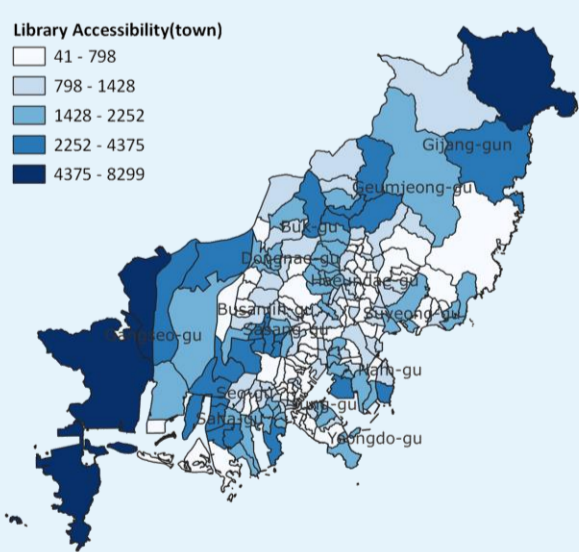 Library Accessibility(town)
41 - 798
798 - 1428
1428 - 2252
2252 - 4375
4375 - 8299
Gijang-gun
Geumjeong-gu
Buk-gu
Dongnae-gu
Haeundae-gu
Busanjin-gu
Suyeong-gu
Sasang-gu
Gangseo-gu
Nam-gu
Seo-gu
Saha-gu
Yeongdo-gu